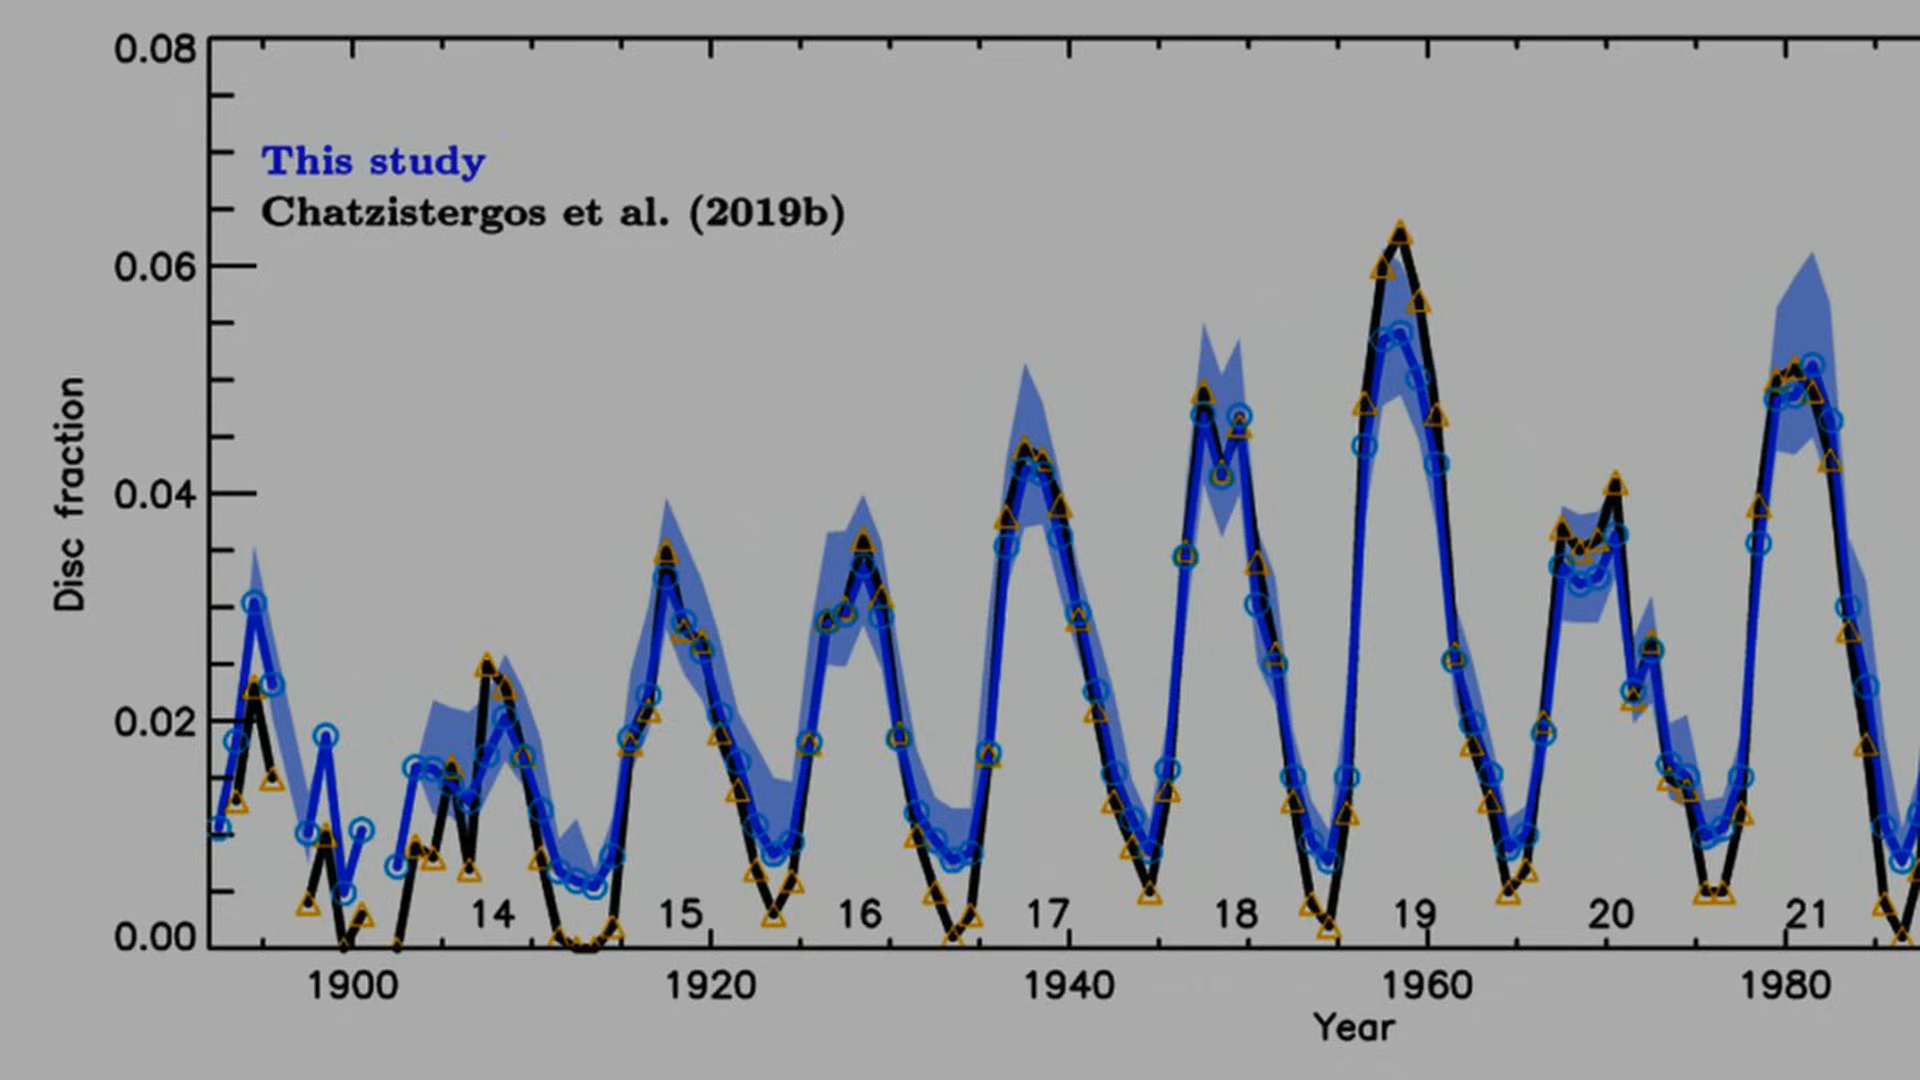 0.08
This study
Chatzistergos et al. (2019b)
0.06
Disc fraction
0.04
0.02
14 15 16 17 18 19 20 21
0.00
1900 1920 1940 1960 1980
Year